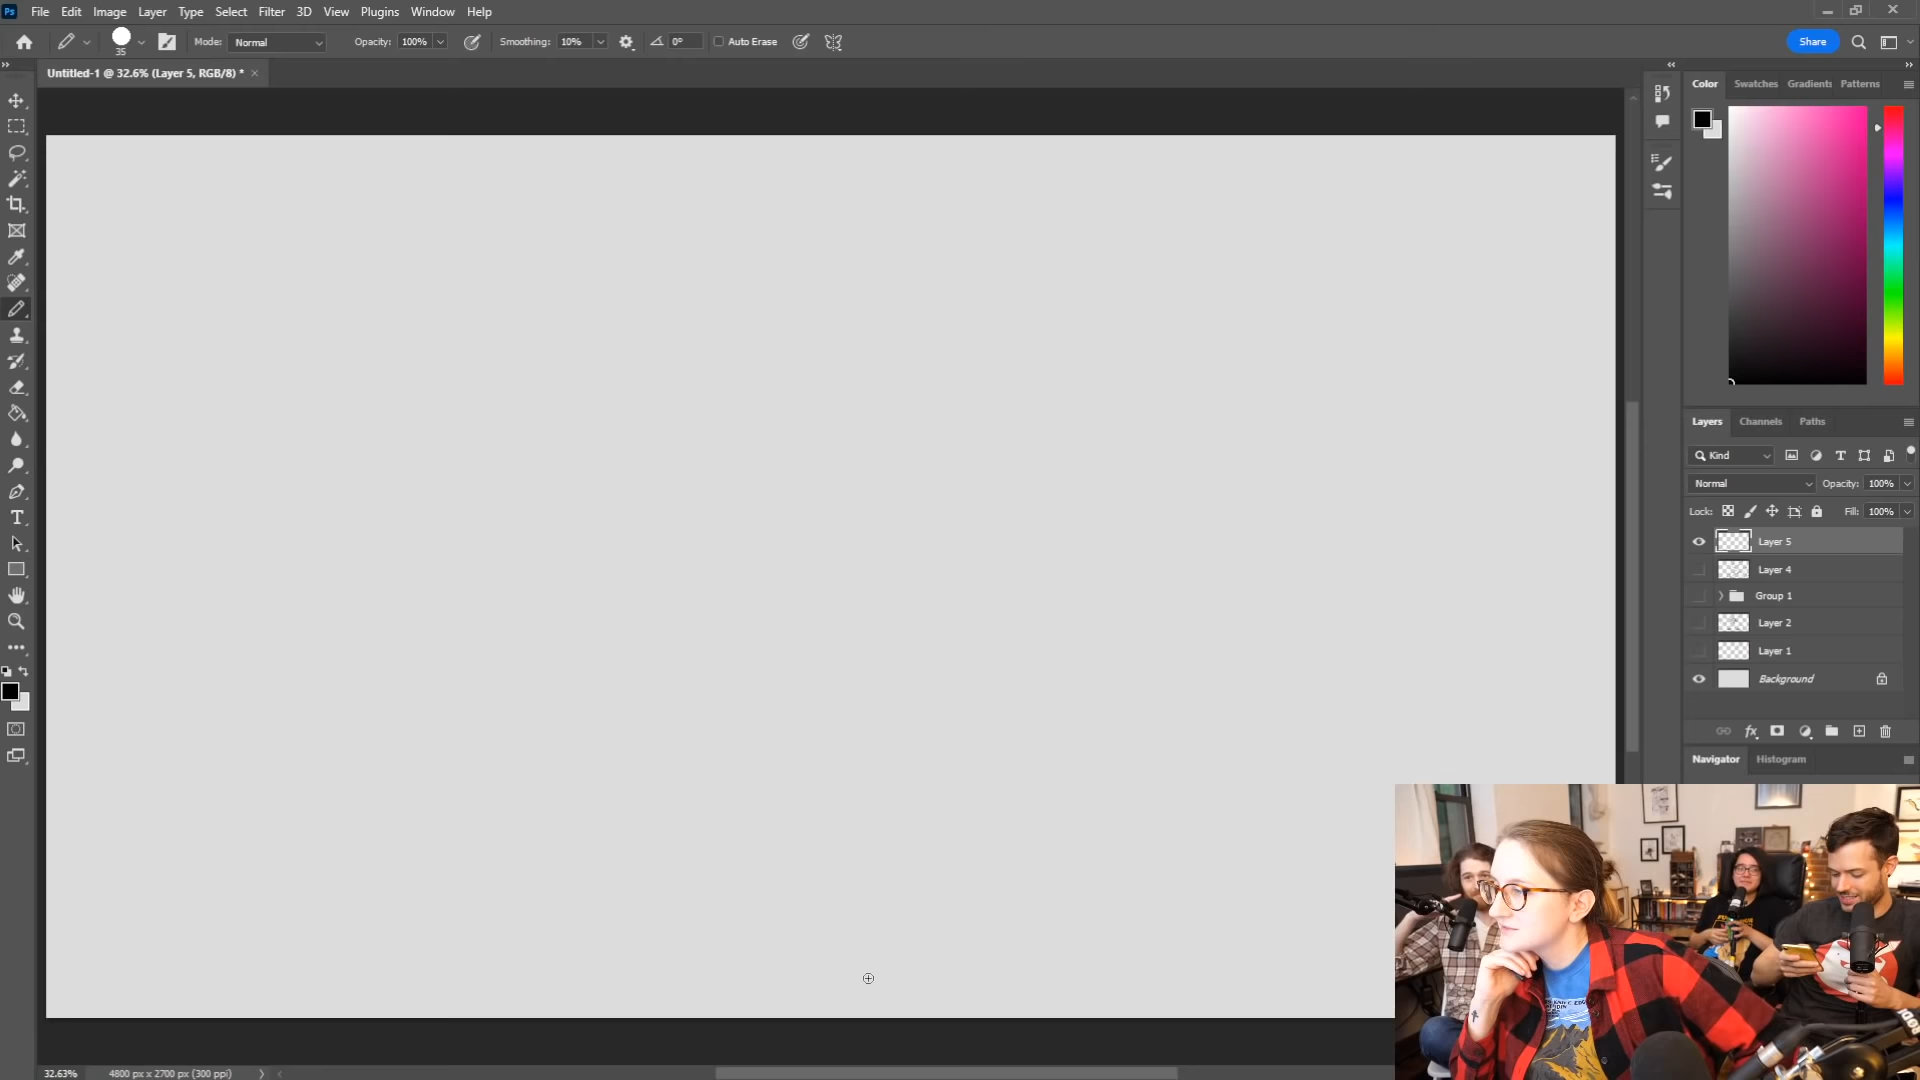 Ps File Edit Image Layer Type Select Filter 3D View Plugins Window Help
35 Mode: Normal Opacity: 100% Smoothing: 10% 0° Auto Erase Share
Untitled-1 @ 32.6% (Layer 5, RGB/8) *
Color Swatches Gradients Patterns
Layers Channels Paths
Kind
Normal Opacity: 100%
Lock: Fill: 100%
Layer 5
Layer 4
Group 1
Layer 2
Layer 1
Background
fx
Navigator Histogram
32.63% 4800 px x 2700 px (300 ppi)